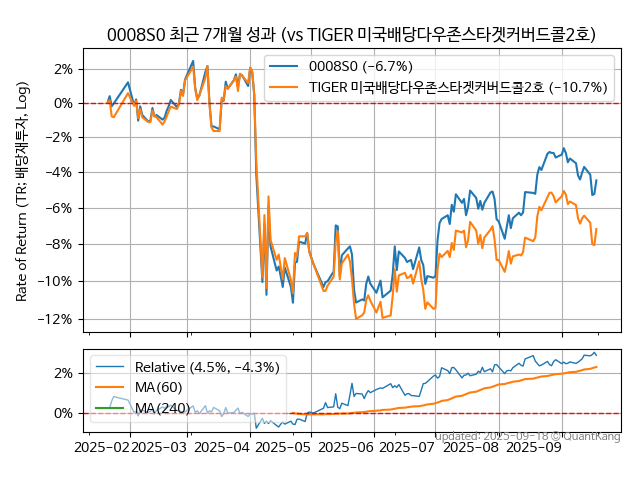 0008S0 최근 7개월 성과 (vs TIGER 미국배당다우존스타겟커버드콜2호)
Rate of Return (TR: 배당재투자, Log)
2%
0%
−2%
−4%
−6%
−8%
−10%
−12%
0008S0 (−6.7%)
TIGER 미국배당다우존스타겟커버드콜2호 (−10.7%)
2%
0%
Relative (4.5%, −4.3%)
MA(60)
MA(240)
2025−02
2025−03
2025−04
2025−05
2025−06
2025−07
2025−08
2025−09
updated: 2025-09-18 © QuantKang